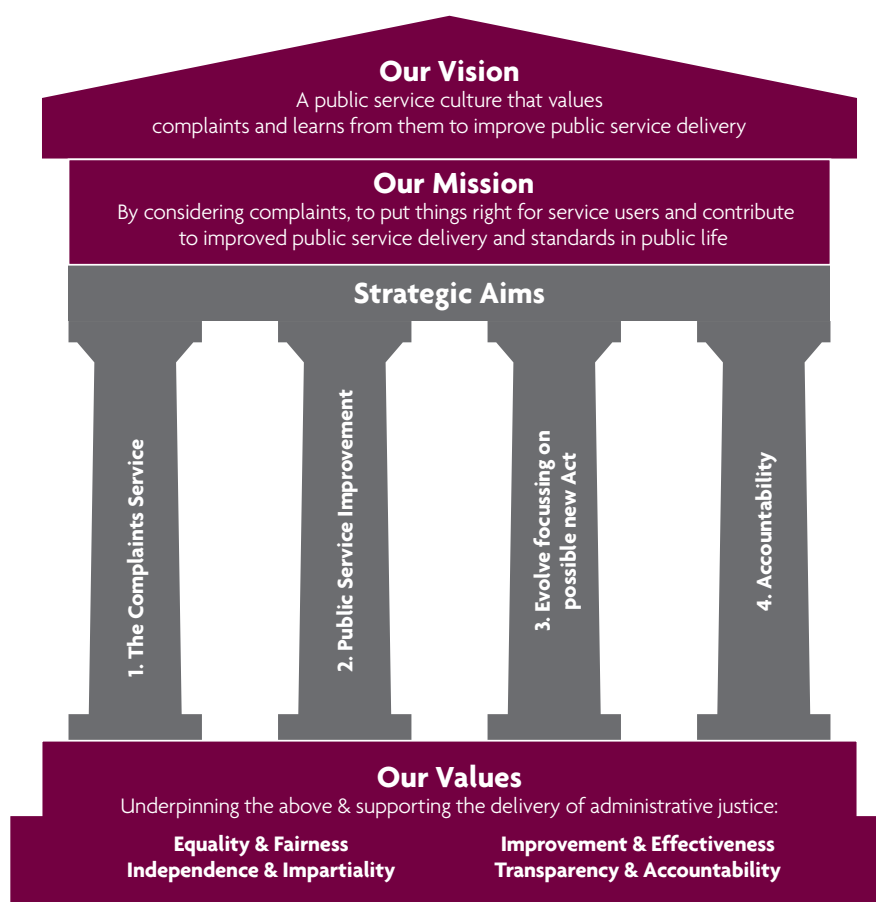 Our Vision
A public service culture that values
complaints and learns from them to improve public service delivery
Our Mission
By considering complaints, to put things right for service users and contribute
to improved public service delivery and standards in public life
Strategic Aims
1. The Complaints Service
2. Public Service Improvement
3. Evolve focussing on
possible new Act
4. Accountability
Our Values
Underpinning the above & supporting the delivery of administrative justice:
Equality & Fairness
Independence & Impartiality
Improvement & Effectiveness
Transparency & Accountability